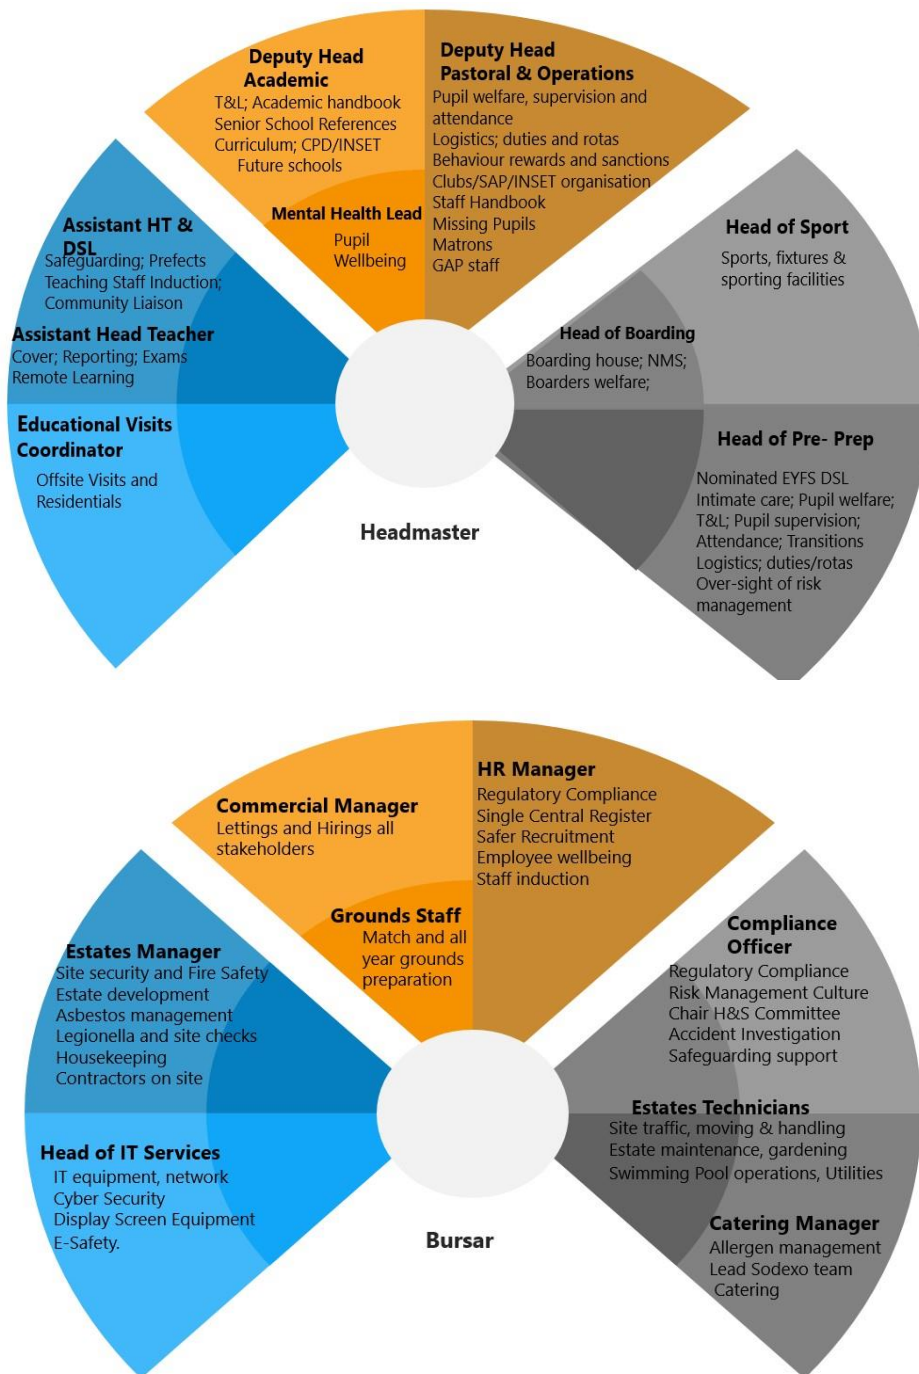 Deputy Head
Academic
T&L; Academic handbook
Senior School References
Curriculum; CPD/INSET
Future schools
Mental Health Lead
Pupil
Wellbeing
Deputy Head
Pastoral & Operations
Pupil welfare, supervision and
attendance
Logistics; duties and rotas
Behaviour rewards and sanctions
Clubs/SAP/INSET organisation
Staff Handbook
Missing Pupils
Matrons
GAP staff
Assistant HT &
DSL
Safeguarding; Prefects
Teaching Staff Induction;
Community Liaison
Assistant Head Teacher
Cover; Reporting; Exams
Remote Learning
Educational Visits
Coordinator
Offsite Visits and
Residentials
Head of Sport
Sports, fixtures &
sporting facilities
Head of Boarding
Boarding house; NMS;
Boarders welfare;
Head of Pre- Prep
Nominated EYFS DSL
Intimate care; Pupil welfare;
T&L; Pupil supervision;
Attendance; Transitions
Logistics; duties/rotas
Over-sight of risk
management
Headmaster
Commercial Manager
Lettings and Hirings all
stakeholders
Grounds Staff
Match and all
year grounds
preparation
HR Manager
Regulatory Compliance
Single Central Register
Safer Recruitment
Employee wellbeing
Staff induction
Estates Manager
Site security and Fire Safety
Estate development
Asbestos management
Legionella and site checks
Housekeeping
Contractors on site
Head of IT Services
IT equipment, network
Cyber Security
Display Screen Equipment
E-Safety.
Compliance
Officer
Regulatory Compliance
Risk Management Culture
Chair H&S Committee
Accident Investigation
Safeguarding support
Estates Technicians
Site traffic, moving & handling
Estate maintenance, gardening
Swimming Pool operations, Utilities
Catering Manager
Allergen management
Lead Sodexo team
Catering
Bursar